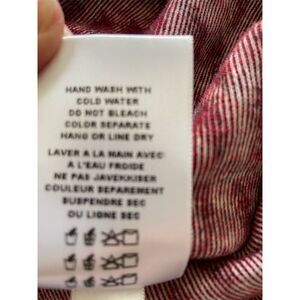 HAND WASH WITH
COLD WATER
DO NOT BLEACH
COLOR SEPARATE
HANG OR LINE DRY
LAVER A LA MAIN AVEC
A L'EAU FROIDE
NE PAS JAVEKKISER
COULEUR SEPAREMENT
SUSPENDRE SEC
OU LIGNE SEC